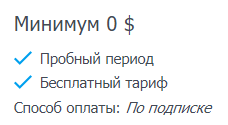 Минимум 0 $
Пробный период
Бесплатный тариф
Способ оплаты: По подписке